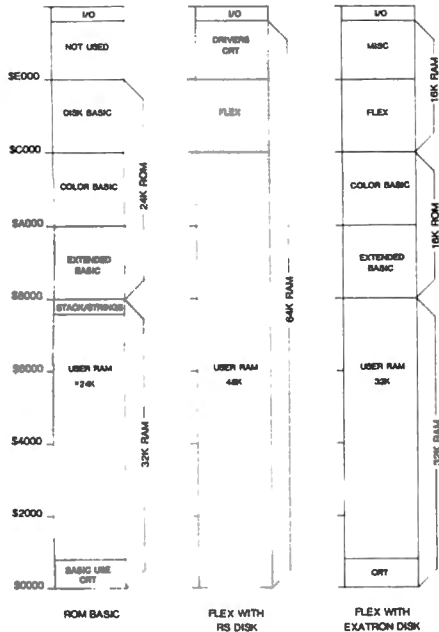 I/O
NOT USED
$E000
DISK BASIC
$C000
COLOR BASIC
$A000
EXTENDED
BASIC
$8000
STACK/STRINGS
$6000
USER RAM
≈24K
$4000
$2000
BASIC USE
CRT
$0000
24K ROM
32K RAM
ROM BASIC
I/O
DRIVERS
CRT
FLEX
USER RAM
48K
64K RAM
FLEX WITH
RS DISK
I/O
MISC
FLEX
COLOR BASIC
EXTENDED
BASIC
USER RAM
32K
CRT
16K RAM
16K ROM
32K RAM
FLEX WITH
EXATRON DISK